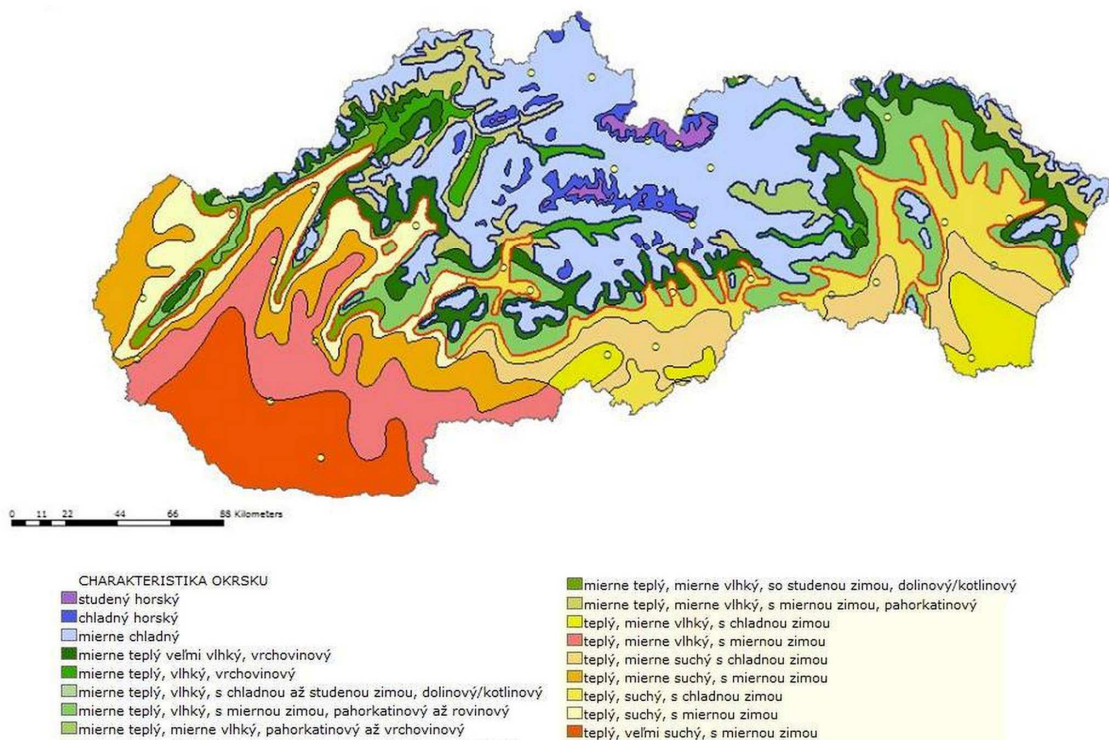 0 11 22 44 66 88 Kilometers
CHARAKTERISTIKA OKRSKU
studený horský
chladný horský
mierne chladný
mierne teplý veľmi vlhký, vrchovinový
mierne teplý, vlhký, vrchovinový
mierne teplý, vlhký, s chladnou až studenou zimou, dolinový/kotlinový
mierne teplý, vlhký, s miernou zimou, pahorkatinový až rovinový
mierne teplý, mierne vlhký, pahorkatinový až vrchovinový
mierne teplý, mierne vlhký, so studenou zimou, dolinový/kotlinový
mierne teplý, mierne vlhký, s miernou zimou, pahorkatinový
teplý, mierne vlhký, s chladnou zimou
teplý, mierne vlhký, s miernou zimou
teplý, mierne suchý s chladnou zimou
teplý, mierne suchý, s miernou zimou
teplý, suchý, s chladnou zimou
teplý, suchý, s miernou zimou
teplý, veľmi suchý, s miernou zimou